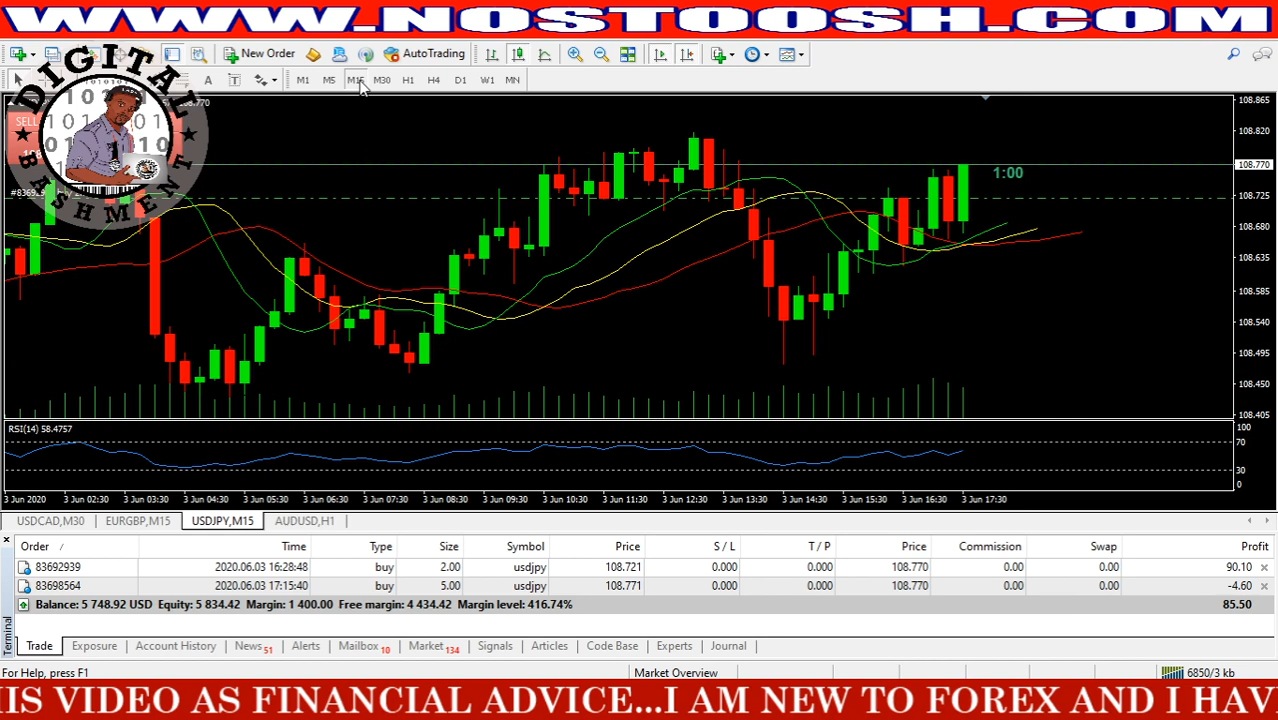 WWW.NOSTOOSH.COM
New Order
AutoTrading
A
T
M1 M5 M15 M30 H1 H4 D1 W1 MN
DIGITAL
BASHMENT
SELL
108.770
1:00
108.865
108.820
108.770
108.725
108.680
108.635
108.585
108.540
108.495
108.450
108.405
RSI(14) 58.4757
100
70
30
0
3 Jun 2020 3 Jun 02:30 3 Jun 03:30 3 Jun 04:30 3 Jun 05:30 3 Jun 06:30 3 Jun 07:30 3 Jun 08:30 3 Jun 09:30 3 Jun 10:30 3 Jun 11:30 3 Jun 12:30 3 Jun 13:30 3 Jun 14:30 3 Jun 15:30 3 Jun 16:30 3 Jun 17:30
USDCAD,M30 EURGBP,M15 USDJPY,M15 AUDUSD,H1
Order / Time Type Size Symbol Price S / L T / P Price Commission Swap Profit
83692939 2020.06.03 16:28:48 buy 2.00 usdjpy 108.721 0.000 0.000 108.770 0.00 0.00 90.10
83698564 2020.06.03 17:15:40 buy 5.00 usdjpy 108.771 0.000 0.000 108.770 0.00 0.00 -4.60
Balance: 5 748.92 USD Equity: 5 834.42 Margin: 1 400.00 Free margin: 4 434.42 Margin level: 416.74% 85.50
Terminal
Trade Exposure Account History News 51 Alerts Mailbox 10 Market 134 Signals Articles Code Base Experts Journal
For Help, press F1 Market Overview 6850/3 kb
HIS VIDEO AS FINANCIAL ADVICE...I AM NEW TO FOREX AND I HAV